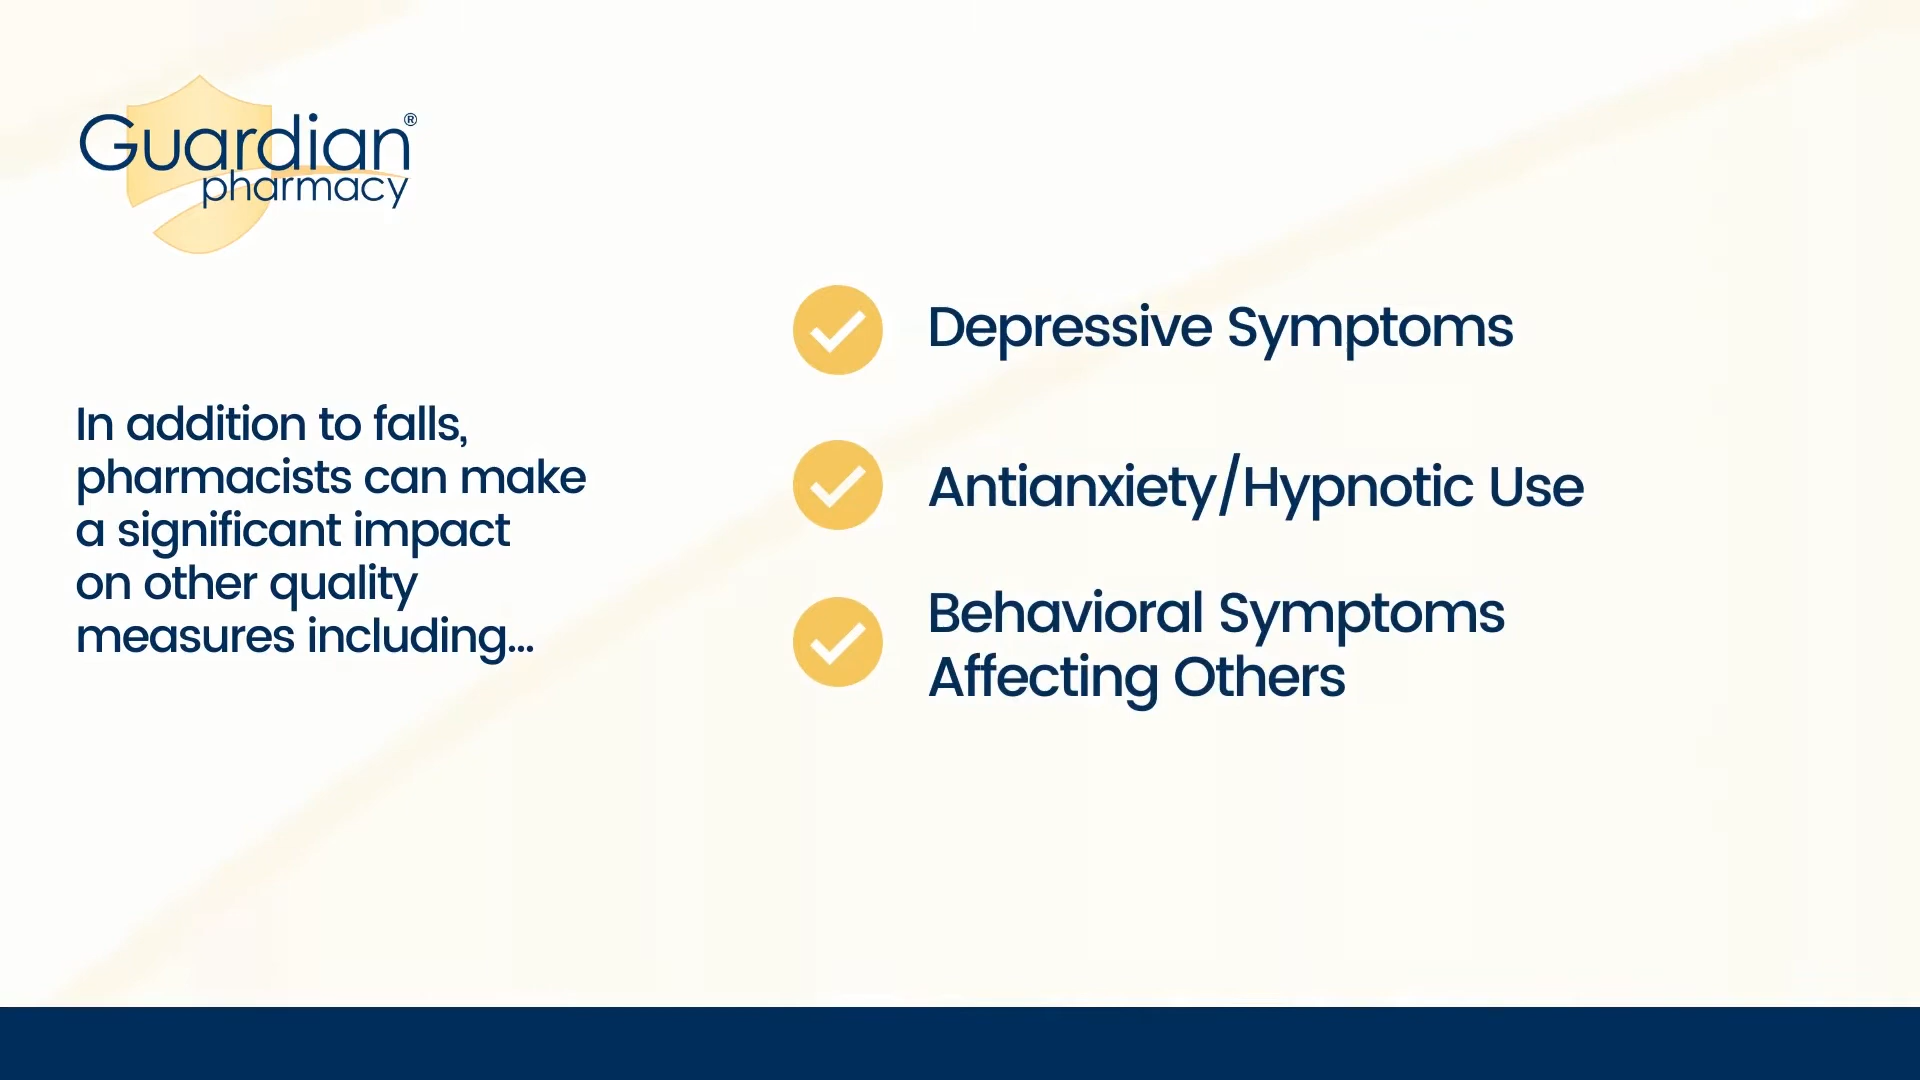 Guardian®
pharmacy
In addition to falls,
pharmacists can make
a significant impact
on other quality
measures including...
Depressive Symptoms
Antianxiety/Hypnotic Use
Behavioral Symptoms
Affecting Others